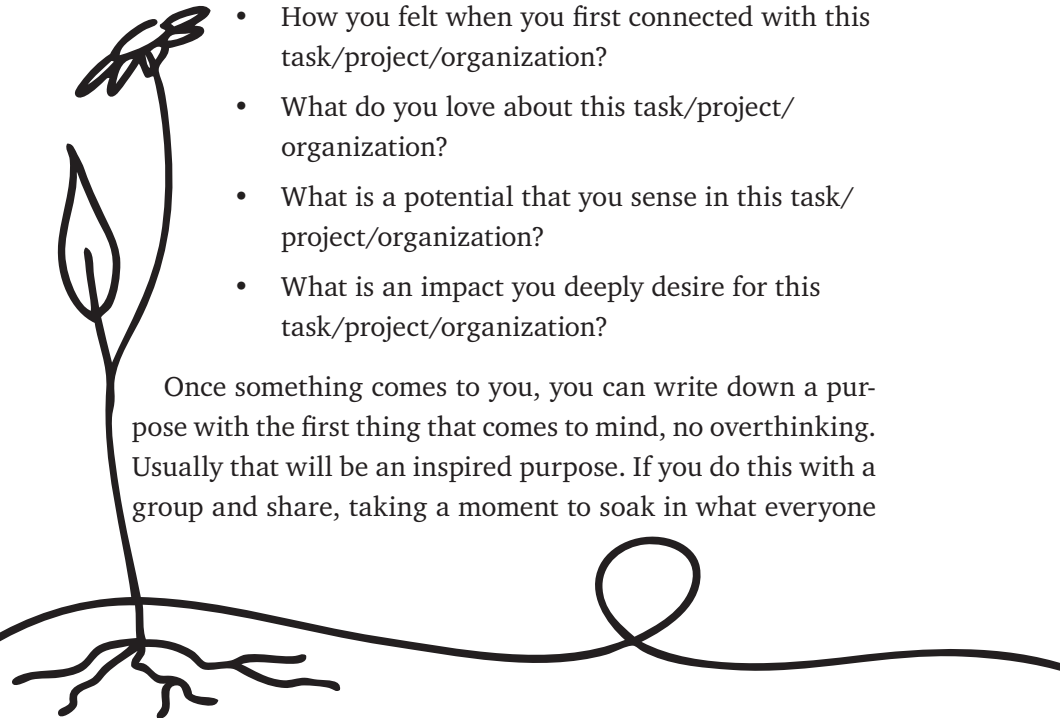 • How you felt when you first connected with this
task/project/organization?
• What do you love about this task/project/
organization?
• What is a potential that you sense in this task/
project/organization?
• What is an impact you deeply desire for this
task/project/organization?
Once something comes to you, you can write down a pur-
pose with the first thing that comes to mind, no overthinking.
Usually that will be an inspired purpose. If you do this with a
group and share, taking a moment to soak in what everyone